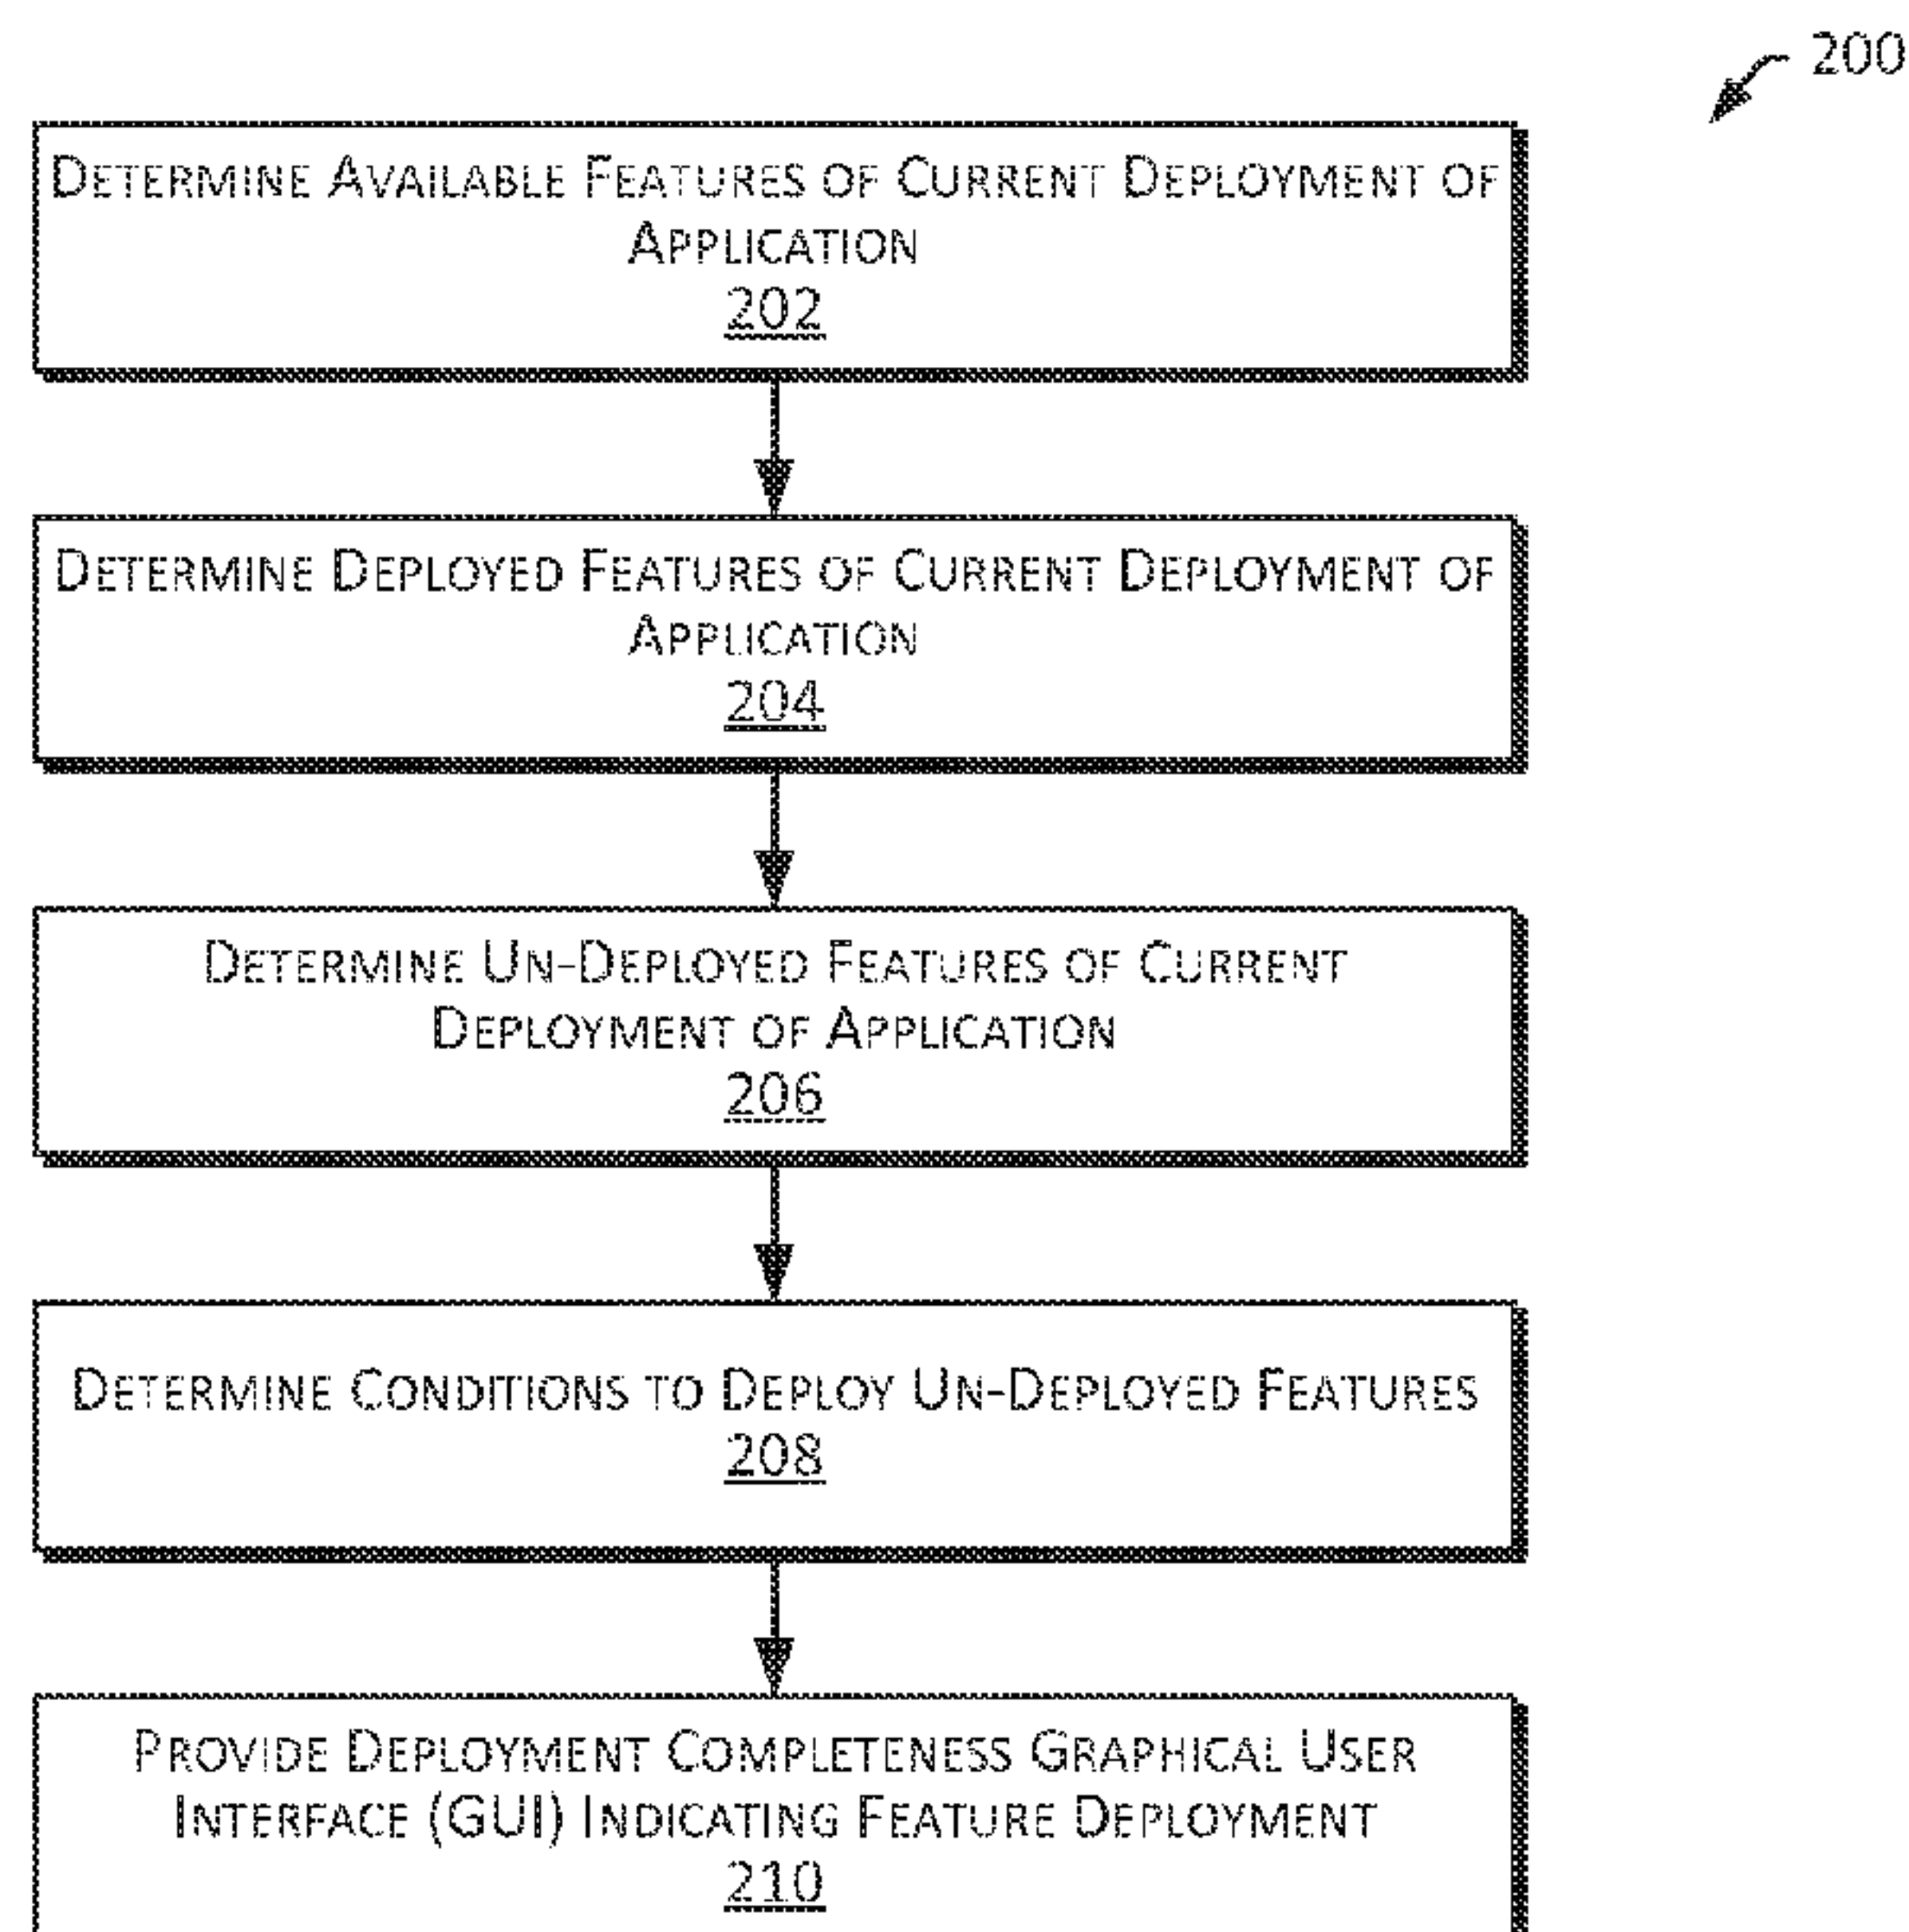 200
DETERMINE AVAILABLE FEATURES OF CURRENT DEPLOYMENT OF
APPLICATION
202
DETERMINE DEPLOYED FEATURES OF CURRENT DEPLOYMENT OF
APPLICATION
204
DETERMINE UN-DEPLOYED FEATURES OF CURRENT
DEPLOYMENT OF APPLICATION
206
DETERMINE CONDITIONS TO DEPLOY UN-DEPLOYED FEATURES
208
PROVIDE DEPLOYMENT COMPLETENESS GRAPHICAL USER
INTERFACE (GUI) INDICATING FEATURE DEPLOYMENT
210